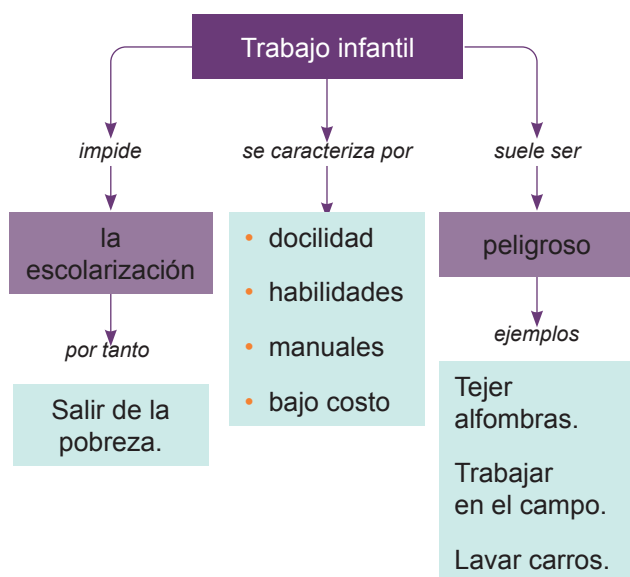 Trabajo infantil
impide
se caracteriza por
suele ser
la
escolarización
• docilidad
• habilidades
• manuales
• bajo costo
peligroso
por tanto
ejemplos
Salir de la
pobreza.
Tejer
alfombras.
Trabajar
en el campo.
Lavar carros.